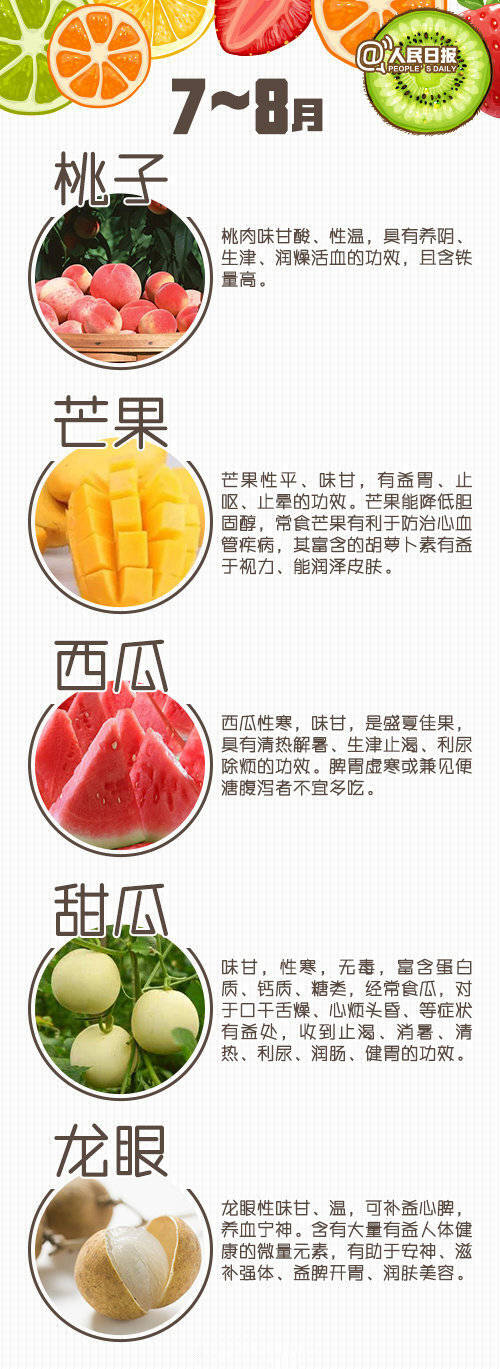 @人民日报
PEOPLE'S DAILY
7~8月
桃子
桃肉味甘酸、性温，具有养阴、
生津、润燥活血的功效，且含铁
量高。
芒果
芒果性平、味甘，有益胃、止
呕、止晕的功效。芒果能降低胆
固醇，常食芒果有利于防治心血
管疾病，其富含的胡萝卜素有益
于视力、能润泽皮肤。
西瓜
西瓜性寒，味甘，是盛夏佳果，
具有清热解暑、生津止渴、利尿
除烦的功效。脾胃虚寒或兼见便
溏腹泻者不宜多吃。
甜瓜
味甘，性寒，无毒，富含蛋白
质、钙质、糖类，经常食瓜，对
于口干舌燥、心烦头昏、等症状
有益处，收到止渴、消暑、清
热、利尿、润肠、健胃的功效。
龙眼
龙眼性味甘、温，可补益心脾，
养血宁神。含有大量有益人体健
康的微量元素，有助于安神、滋
补强体、益脾开胃、润肤美容。